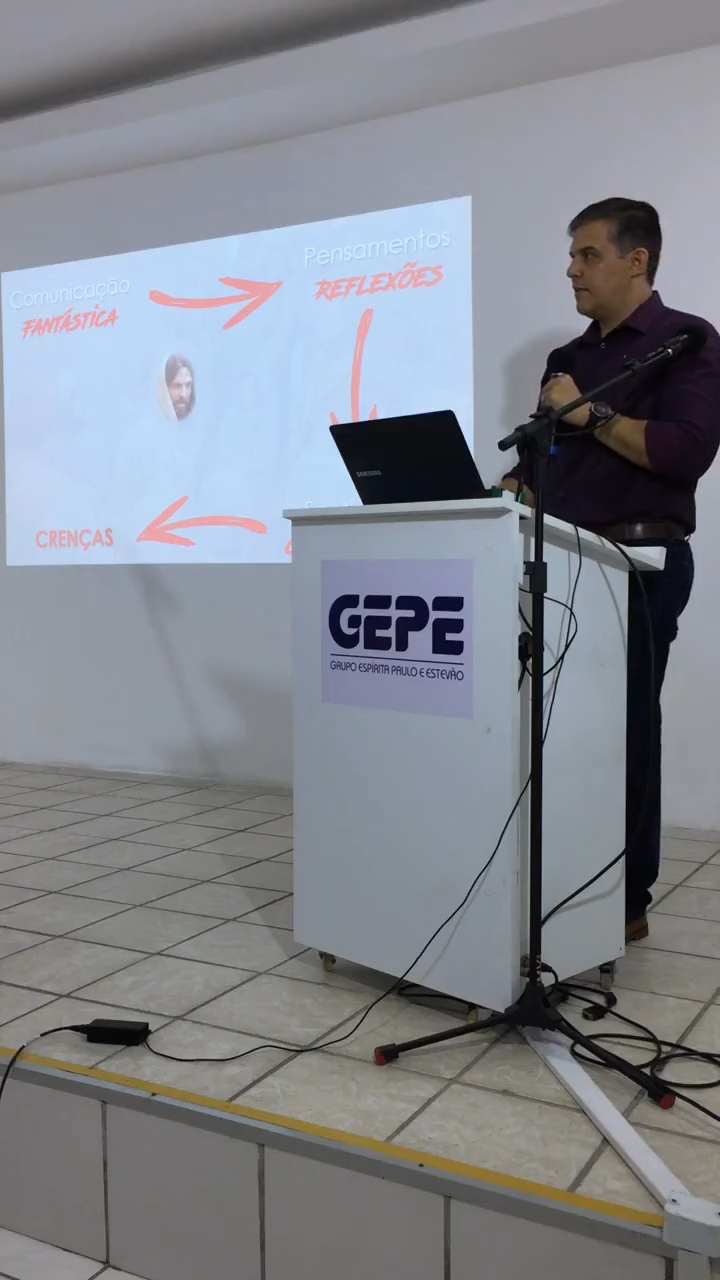 Comunicação
FANTÁSTICA
Pensamentos
REFLEXÕES
CRENÇAS
SAMSUNG
GEPE
GRUPO ESPÍRITA PAULO E ESTEVÃO